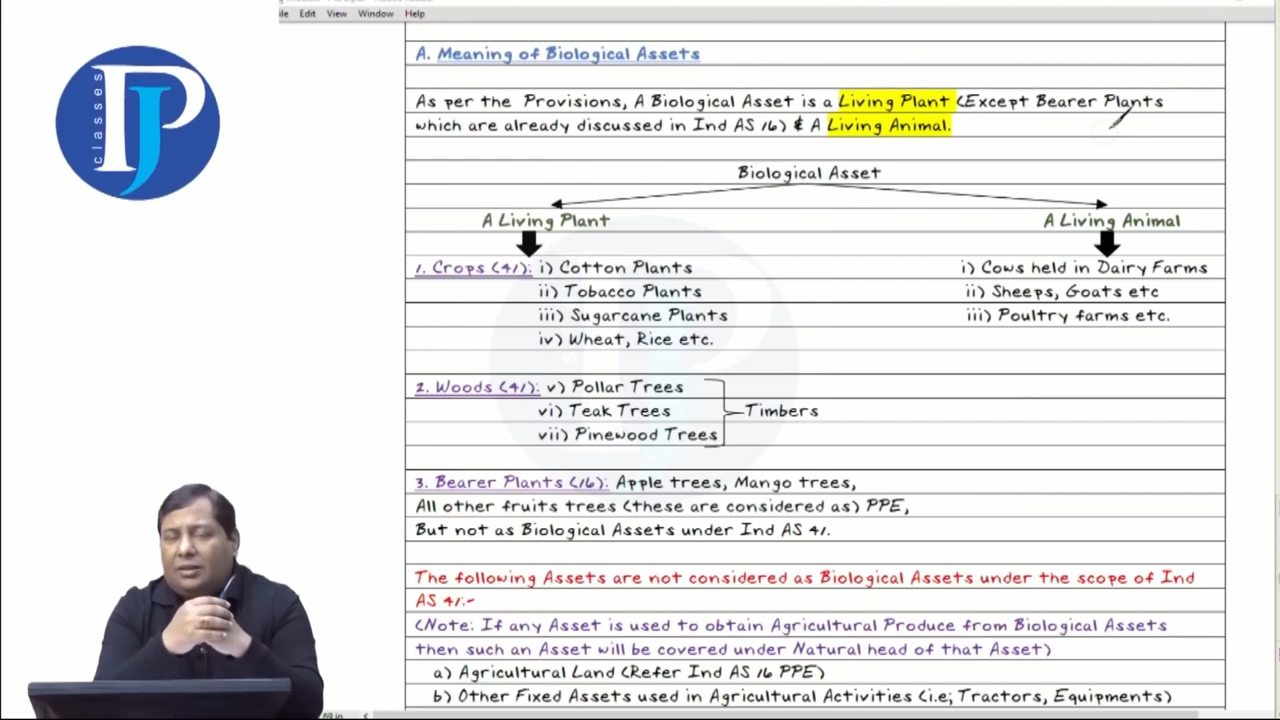 ile Edit View Window Help
classes
PJ
A. Meaning of Biological Assets
As per the Provisions, A Biological Asset is a Living Plant (Except Bearer Plants
which are already discussed in Ind AS 16) & A Living Animal.
Biological Asset
A Living Plant
A Living Animal
1. Crops (41): i) Cotton Plants
i) Cows held in Dairy Farms
ii) Tobacco Plants
ii) Sheeps, Goats etc
iii) Sugarcane Plants
iii) Poultry farms etc.
iv) Wheat, Rice etc.
2. Woods (41): v) Pollar Trees
vi) Teak Trees
Timbers
vii) Pinewood Trees
3. Bearer Plants (16): Apple trees, Mango trees,
All other fruits trees (these are considered as) PPE,
But not as Biological Assets under Ind AS 41.
The following Assets are not considered as Biological Assets under the scope of Ind
AS 41:-
(Note: If any Asset is used to obtain Agricultural Produce from Biological Assets
then such an Asset will be covered under Natural head of that Asset)
a) Agricultural Land (Refer Ind AS 16 PPE)
b) Other Fixed Assets used in Agricultural Activities (i.e; Tractors, Equipments)